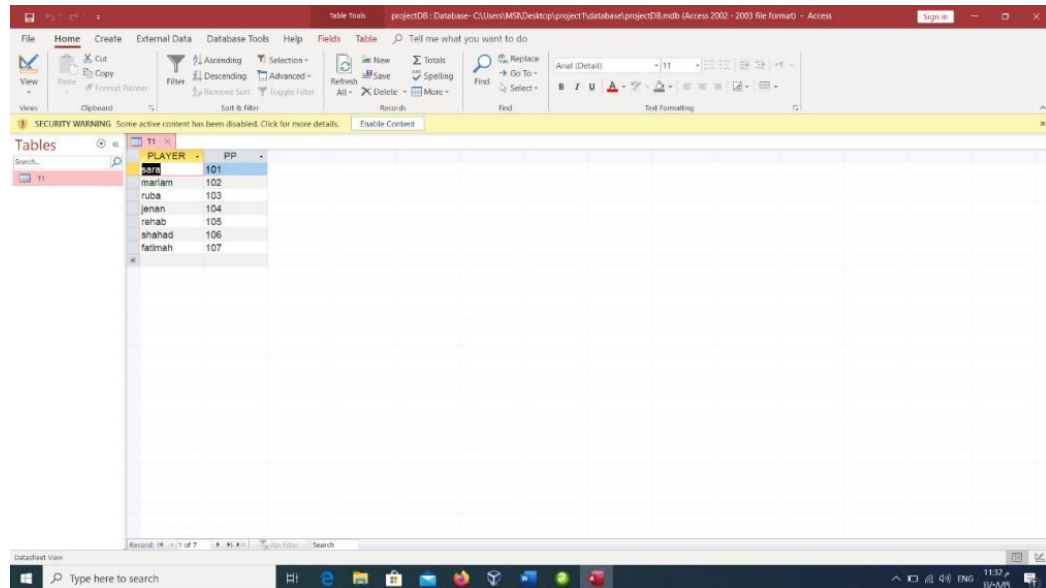 Table Tools projectDB : Database- C:\Users\MSI\Desktop\project1\database\projectDB.mdb (Access 2002 - 2003 file format) - Access Sign in
File Home Create External Data Database Tools Help Fields Table Tell me what you want to do
View
Paste
Cut
Copy
Format Painter
Filter
Ascending
Descending
Remove Sort
Selection
Advanced
Toggle Filter
Refresh All
New
Save
Delete
Totals
Spelling
More
Find
Replace
Go To
Select
Arial (Detail) 11
B I U A
Views Clipboard Sort & Filter Records Find Text Formatting
SECURITY WARNING Some active content has been disabled. Click for more details. Enable Content
Tables
Search...
T1
T1
PLAYER PP
sara 101
mariam 102
ruba 103
jenan 104
rehab 105
shahad 106
fatimah 107
Record: 1 of 7 No Filter Search
Datasheet View
Type here to search
ENG
11:32 م